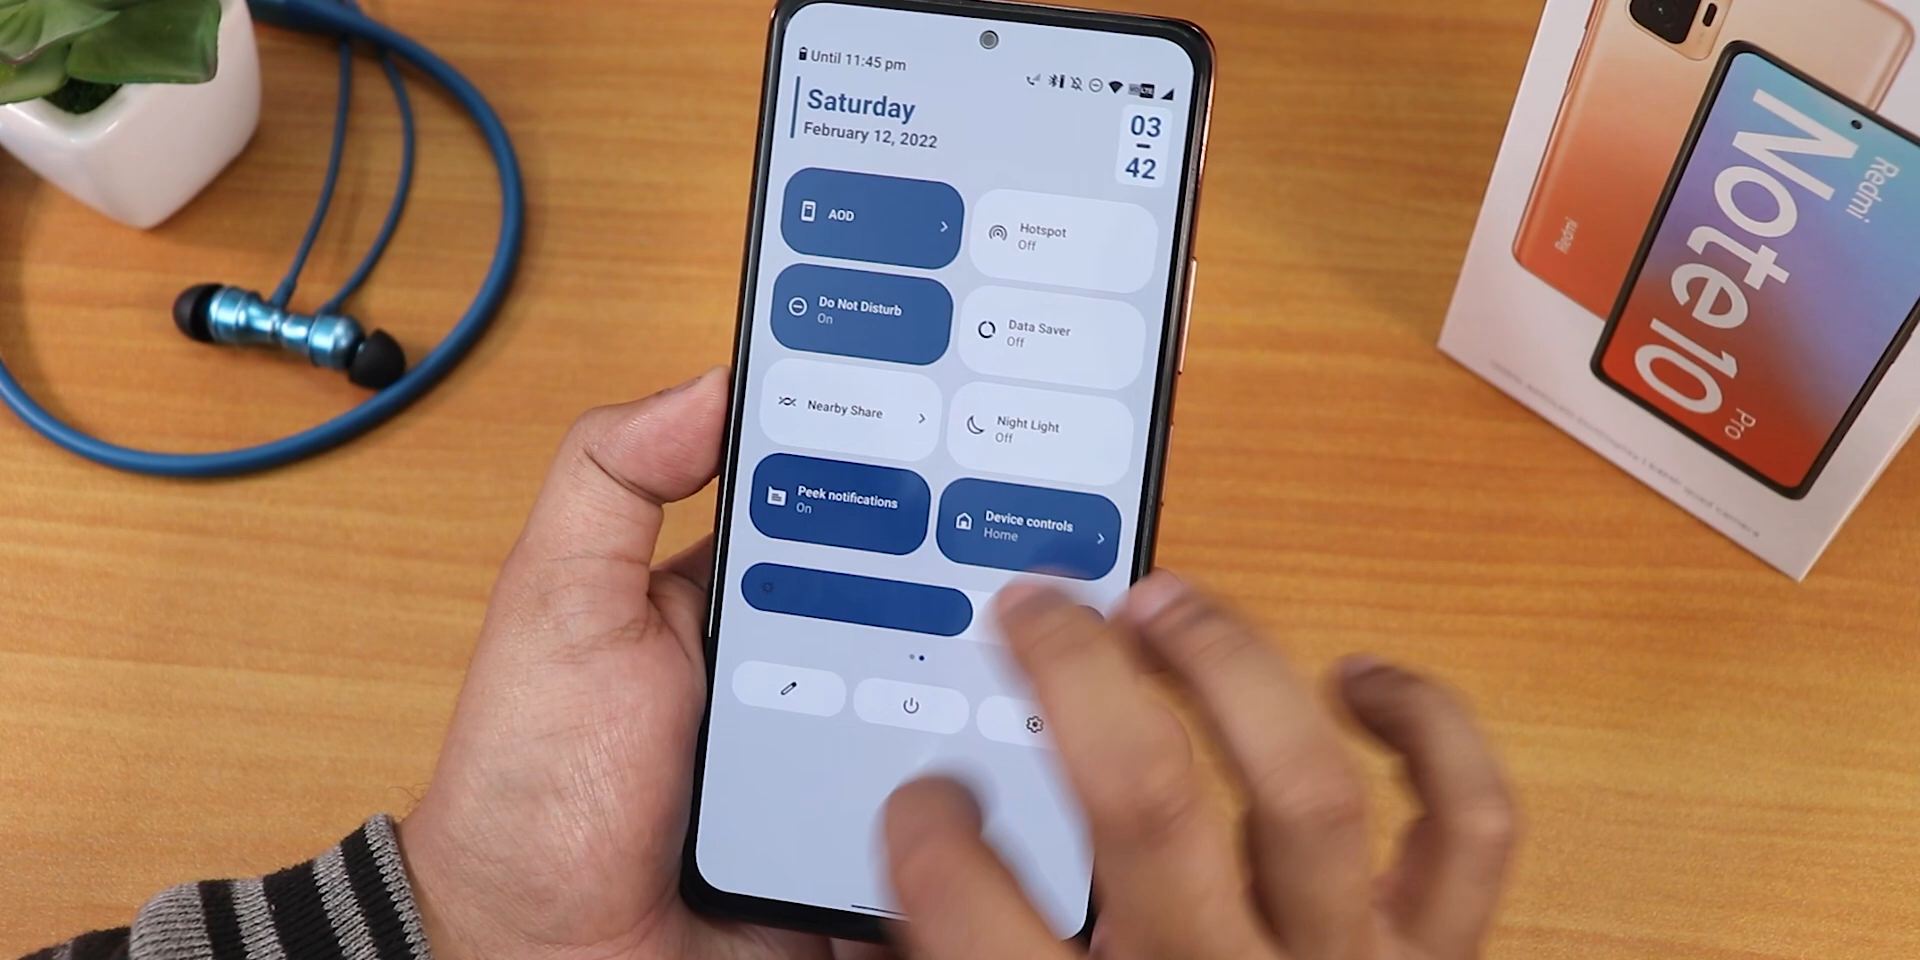 Until 11:45 pm
Saturday
February 12, 2022
03
42
AOD
Hotspot
Off
Do Not Disturb
On
Data Saver
Off
Nearby Share
Night Light
Off
Peek notifications
On
Device controls
Home
Redmi
Redmi
Note 10
Pro